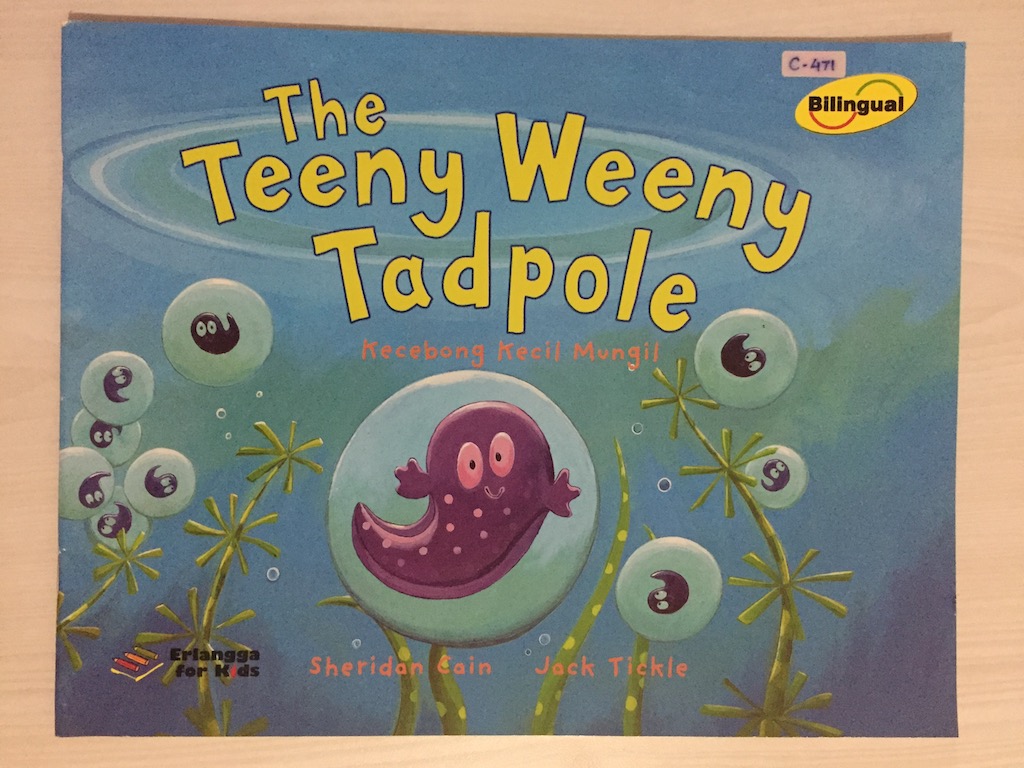 C-471
Bilingual
The
Teeny Weeny
Tadpole
Kecebong Kecil Mungil
Erlangga
for Kids
Sheridan Cain Jack Tickle